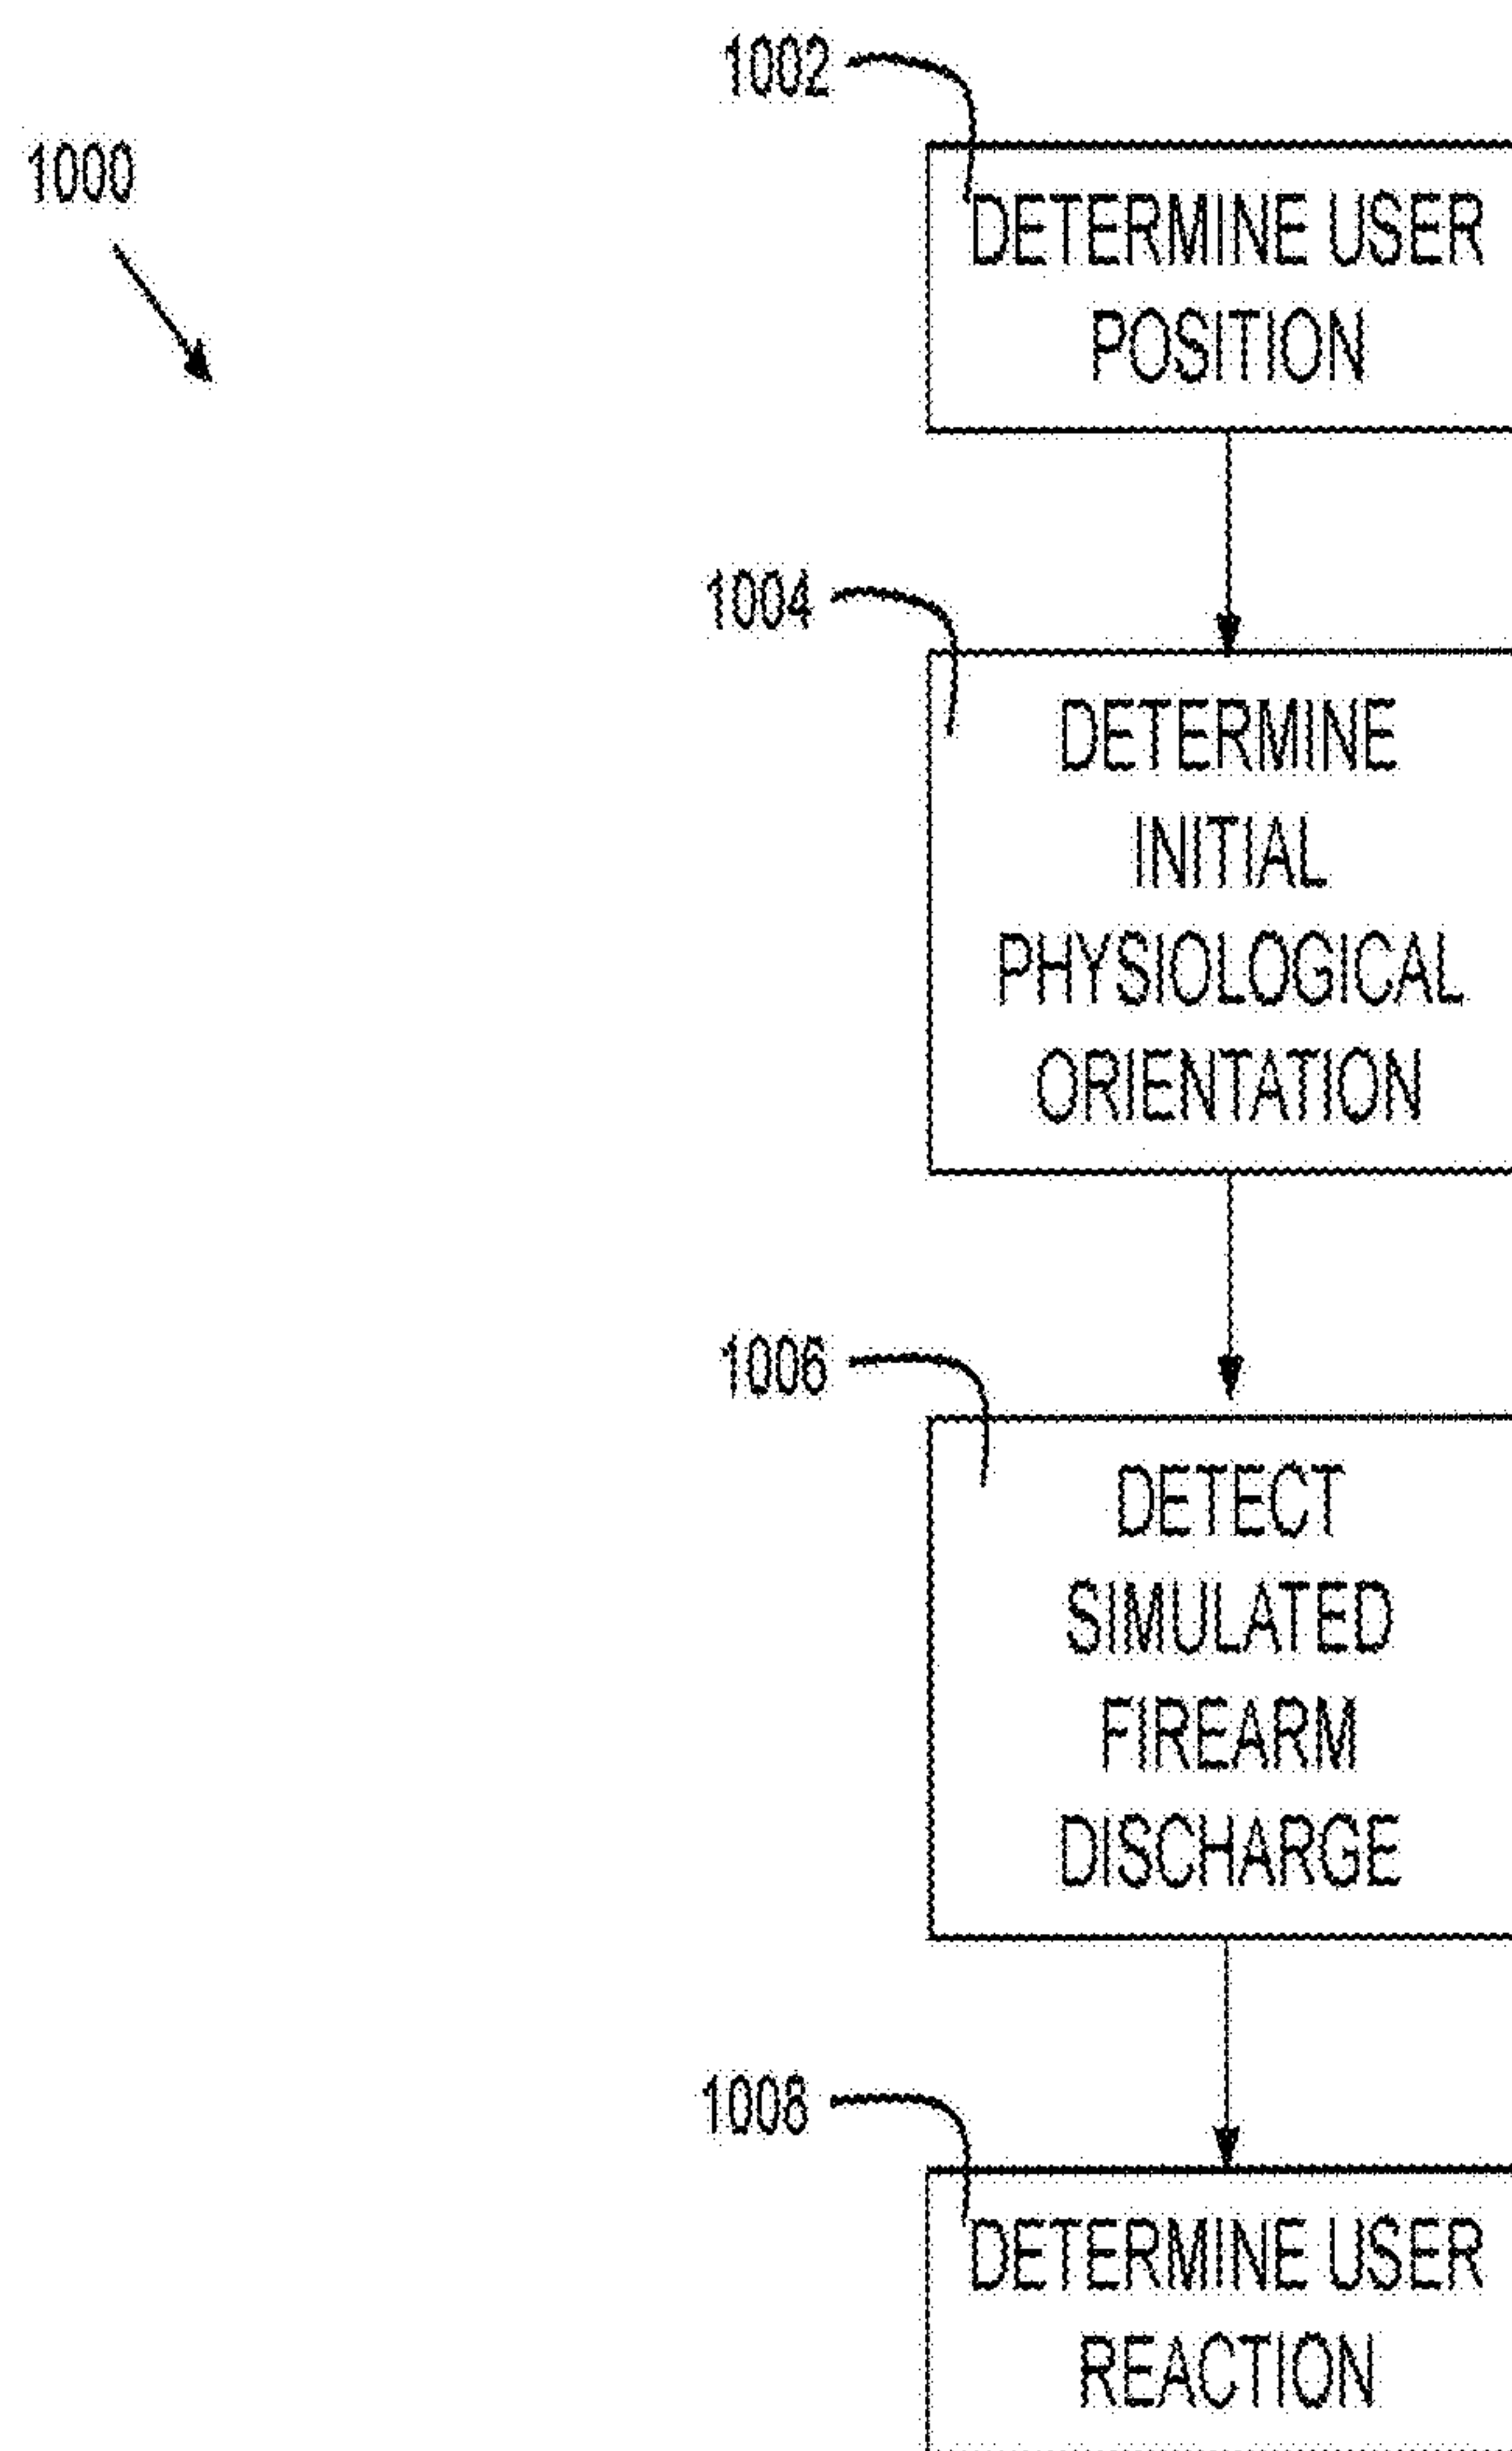 1002
1000
DETERMINE USER
POSITION
1004
DETERMINE
INITIAL
PHYSIOLOGICAL
ORIENTATION
1006
DETECT
SIMULATED
FIREARM
DISCHARGE
1008
DETERMINE USER
REACTION